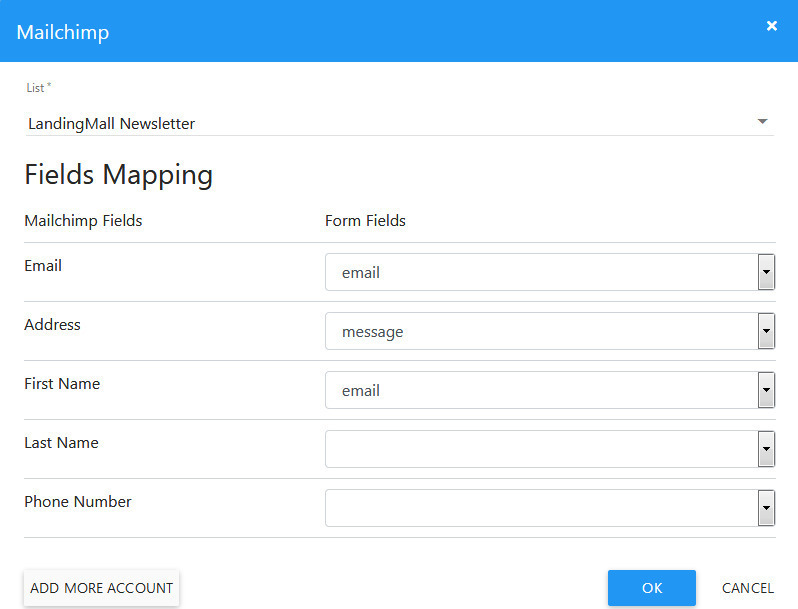 Mailchimp
List *
LandingMall Newsletter
Fields Mapping
Mailchimp Fields Form Fields
Email email
Address message
First Name email
Last Name
Phone Number
ADD MORE ACCOUNT OK CANCEL